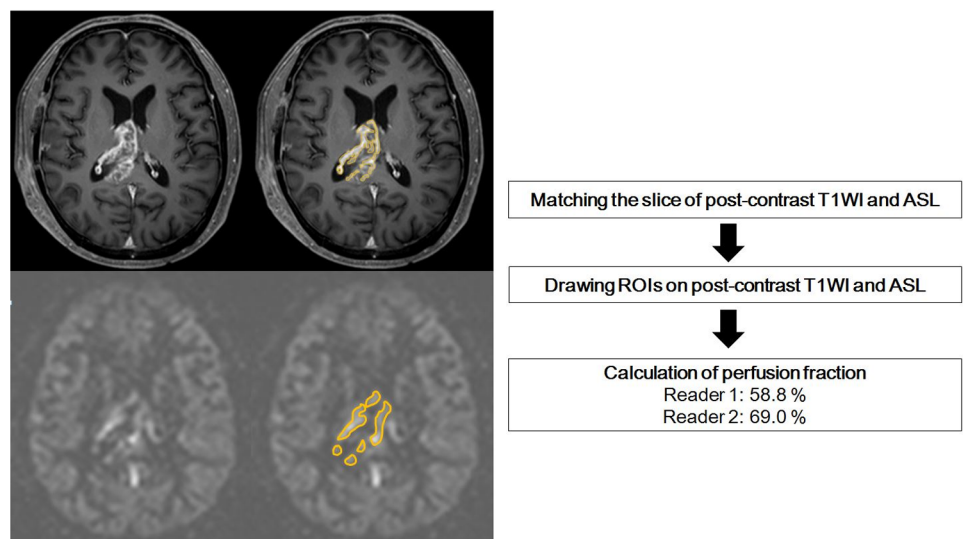 Matching the slice of post-contrast T1WI and ASL
Drawing ROIs on post-contrast T1WI and ASL
Calculation of perfusion fraction
Reader 1: 58.8 %
Reader 2: 69.0 %